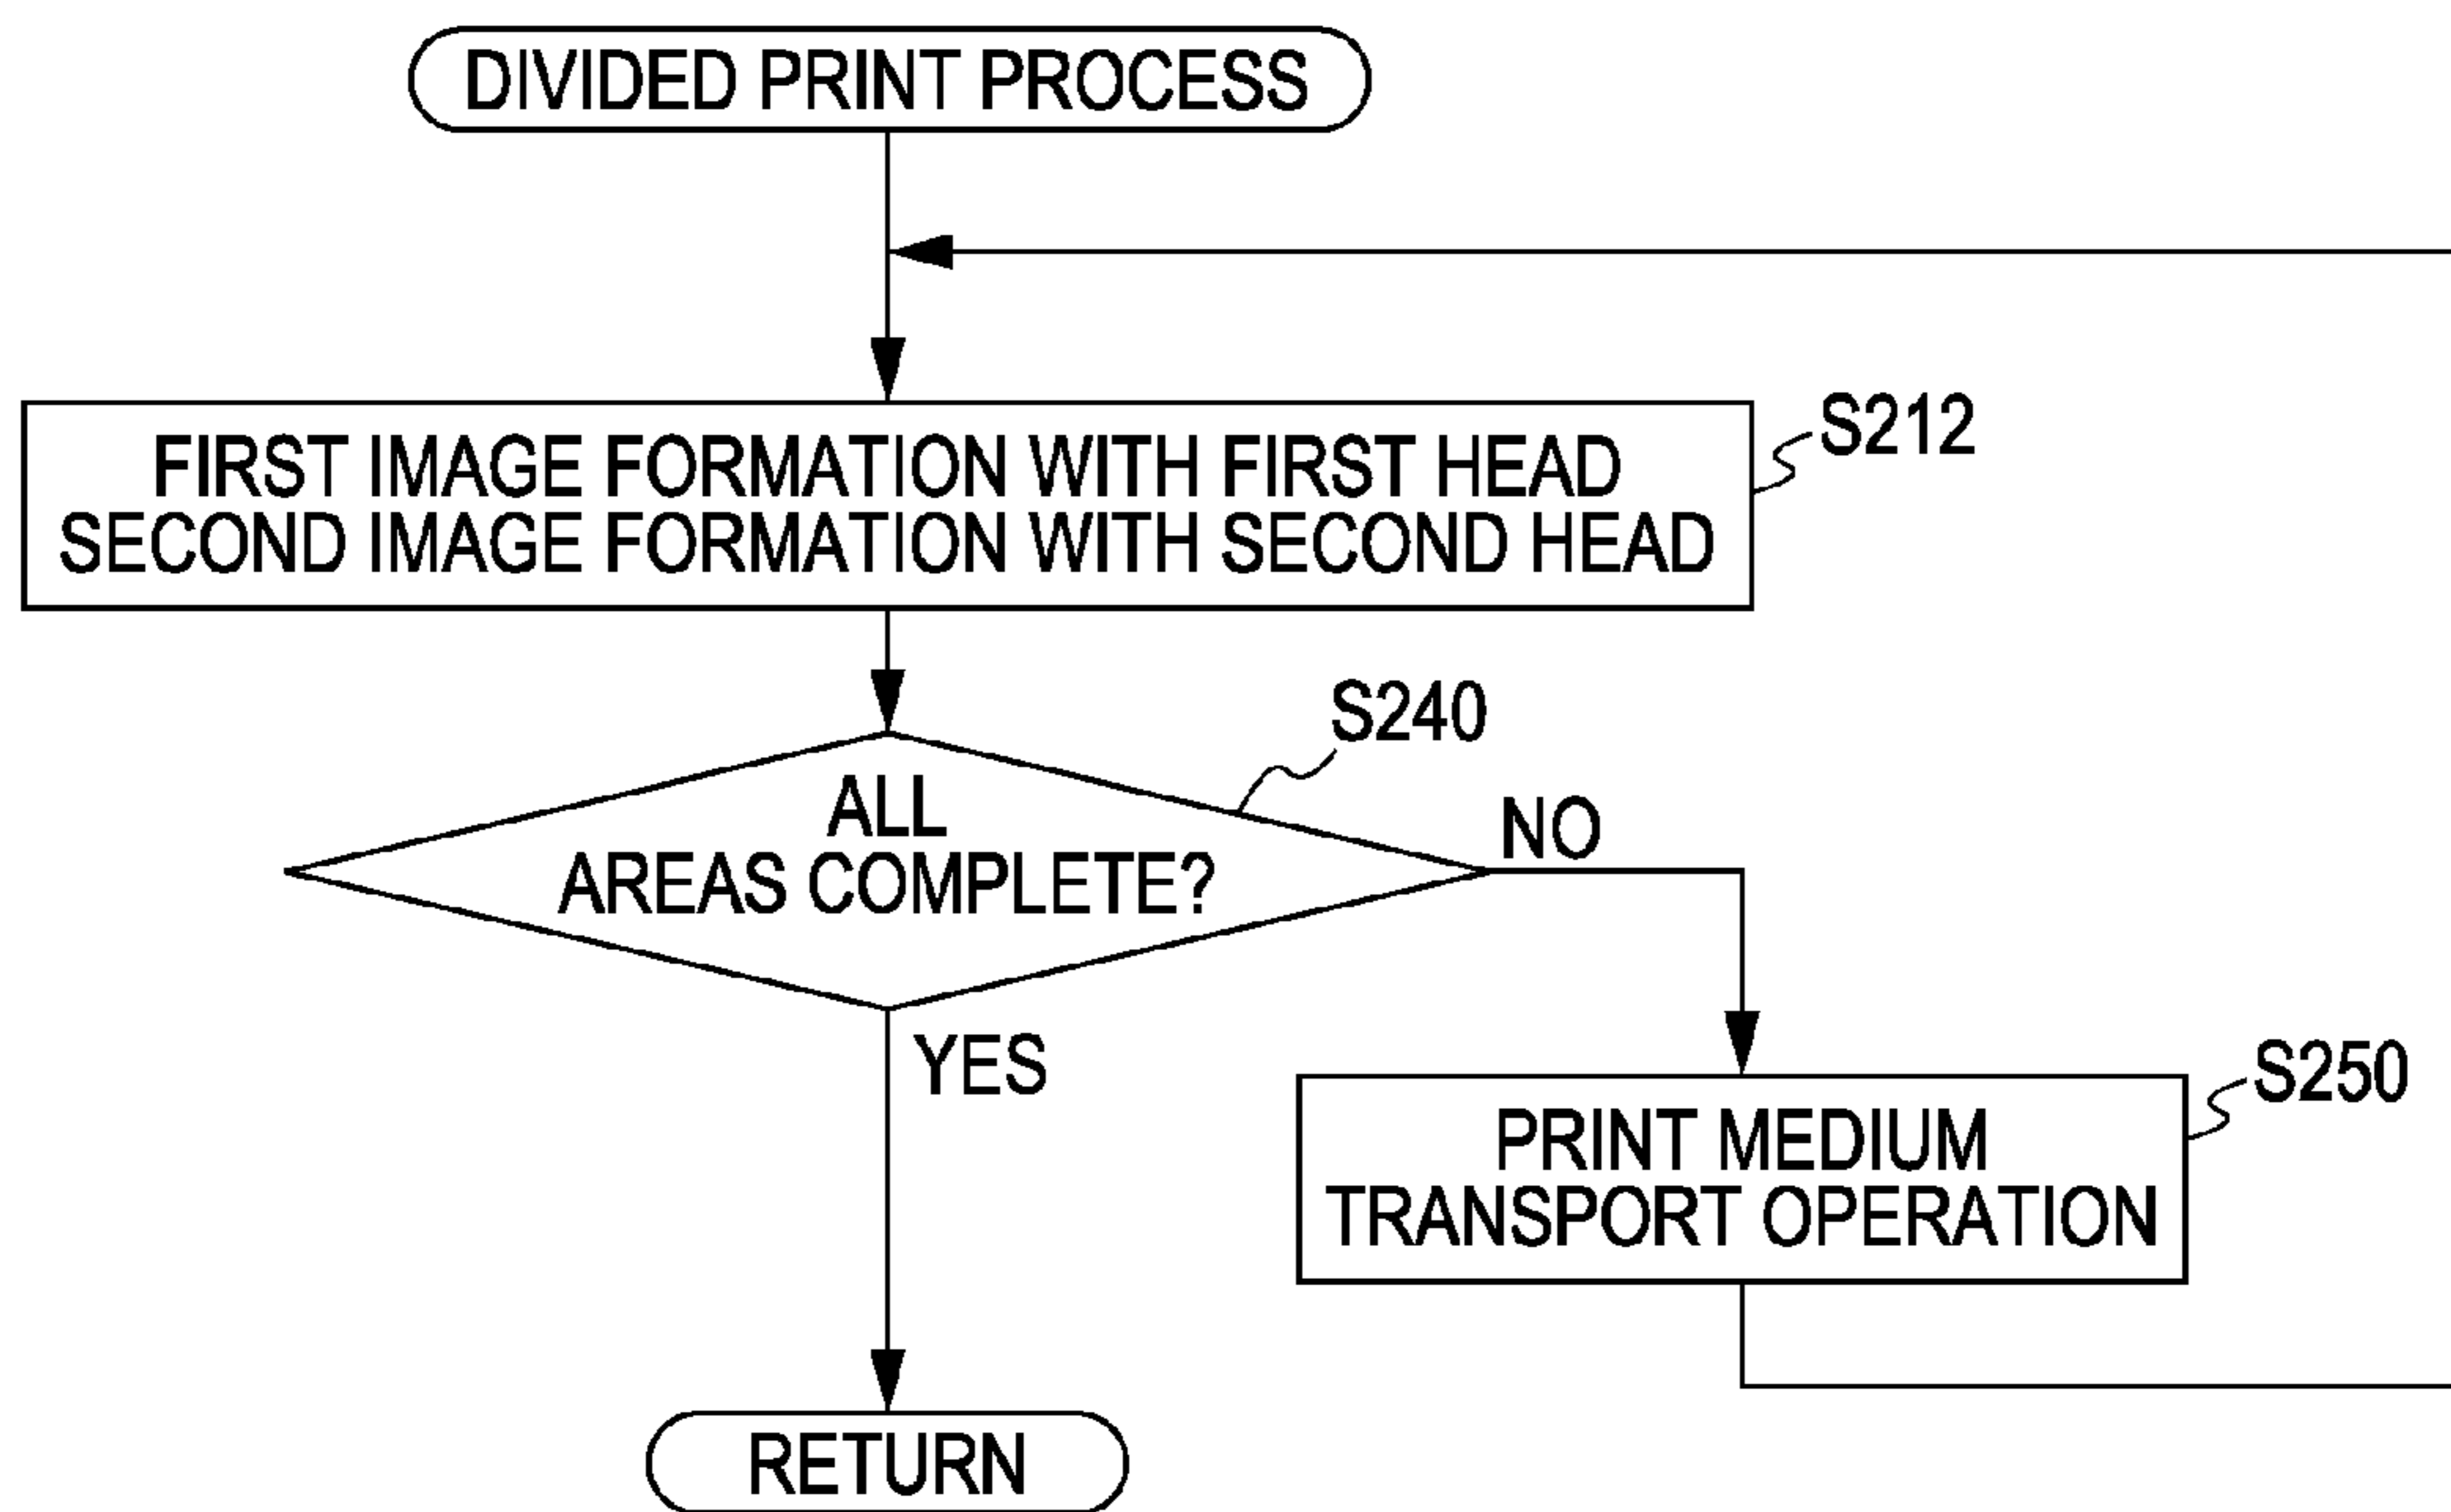 DIVIDED PRINT PROCESS
FIRST IMAGE FORMATION WITH FIRST HEAD
SECOND IMAGE FORMATION WITH SECOND HEAD
S212
S240
ALL
AREAS COMPLETE?
NO
YES
S250
PRINT MEDIUM
TRANSPORT OPERATION
RETURN